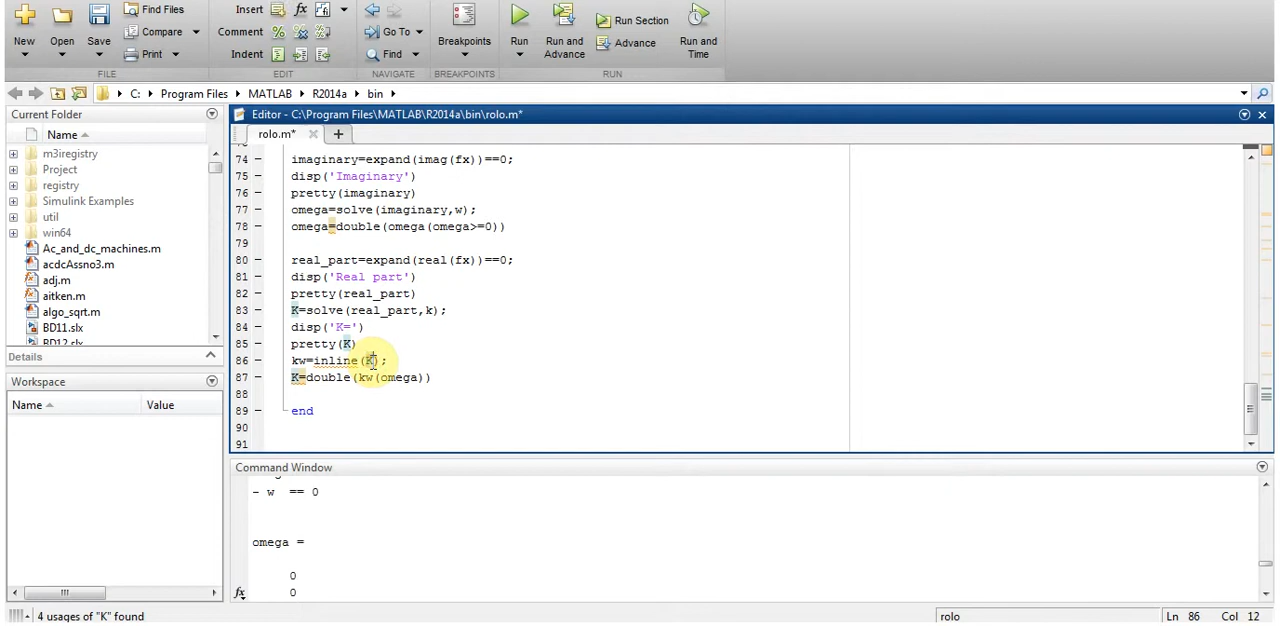 Find Files
Insert
fx
New
Open
Save
Compare
Print
Comment
Indent
Go To
Find
Breakpoints
Run
Run and Advance
Run Section
Advance
Run and Time
FILE
EDIT
NAVIGATE
BREAKPOINTS
RUN
C: Program Files MATLAB R2014a bin
Current Folder
Name
m3iregistry
Project
registry
Simulink Examples
util
win64
Ac_and_dc_machines.m
acdcAssno3.m
adj.m
aitken.m
algo_sqrt.m
BD11.slx
BD12.slx
Details
Workspace
Name Value
Editor - C:\Program Files\MATLAB\R2014a\bin\rolo.m*
rolo.m*
74 imaginary=expand(imag(fx))==0;
75 disp('Imaginary')
76 pretty(imaginary)
77 omega=solve(imaginary,w);
78 omega=double(omega(omega>=0))
79
80 real_part=expand(real(fx))==0;
81 disp('Real part')
82 pretty(real_part)
83 K=solve(real_part,k);
84 disp('K=')
85 pretty(K)
86 kw=inline(K);
87 K=double(kw(omega))
88
89 end
90
91
Command Window
- w == 0
omega =
0
0
fx
4 usages of "K" found
rolo
Ln 86 Col 12